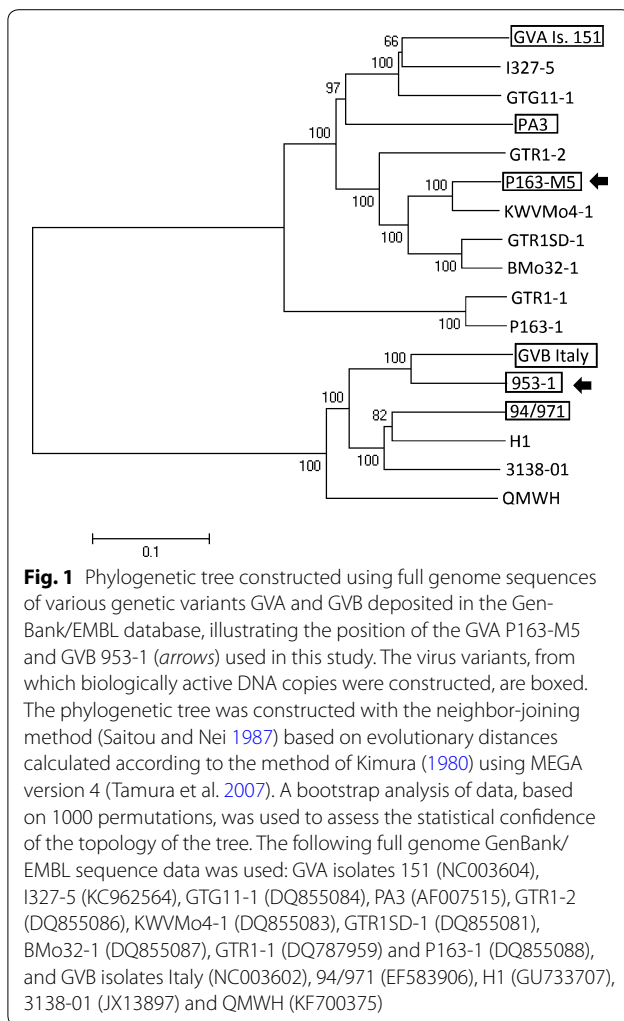 66
GVA Is. 151
100
I327-5
97
GTG11-1
100
PA3
GTR1-2
100
P163-M5
100
KWVMo4-1
100
GTR1SD-1
100
BMo32-1
GTR1-1
100
P163-1
GVB Italy
100
953-1
100
82
94/971
H1
100
3138-01
100
QMWH
0.1
Fig. 1 Phylogenetic tree constructed using full genome sequences
of various genetic variants GVA and GVB deposited in the Gen-
Bank/EMBL database, illustrating the position of the GVA P163-M5
and GVB 953-1 (arrows) used in this study. The virus variants, from
which biologically active DNA copies were constructed, are boxed.
The phylogenetic tree was constructed with the neighbor-joining
method (Saitou and Nei 1987) based on evolutionary distances
calculated according to the method of Kimura (1980) using MEGA
version 4 (Tamura et al. 2007). A bootstrap analysis of data, based
on 1000 permutations, was used to assess the statistical confidence
of the topology of the tree. The following full genome GenBank/
EMBL sequence data was used: GVA isolates 151 (NC003604),
I327-5 (KC962564), GTG11-1 (DQ855084), PA3 (AF007515), GTR1-2
(DQ855086), KWVMo4-1 (DQ855083), GTR1SD-1 (DQ855081),
BMo32-1 (DQ855087), GTR1-1 (DQ787959) and P163-1 (DQ855088),
and GVB isolates Italy (NC003602), 94/971 (EF583906), H1 (GU733707),
3138-01 (JX13897) and QMWH (KF700375)